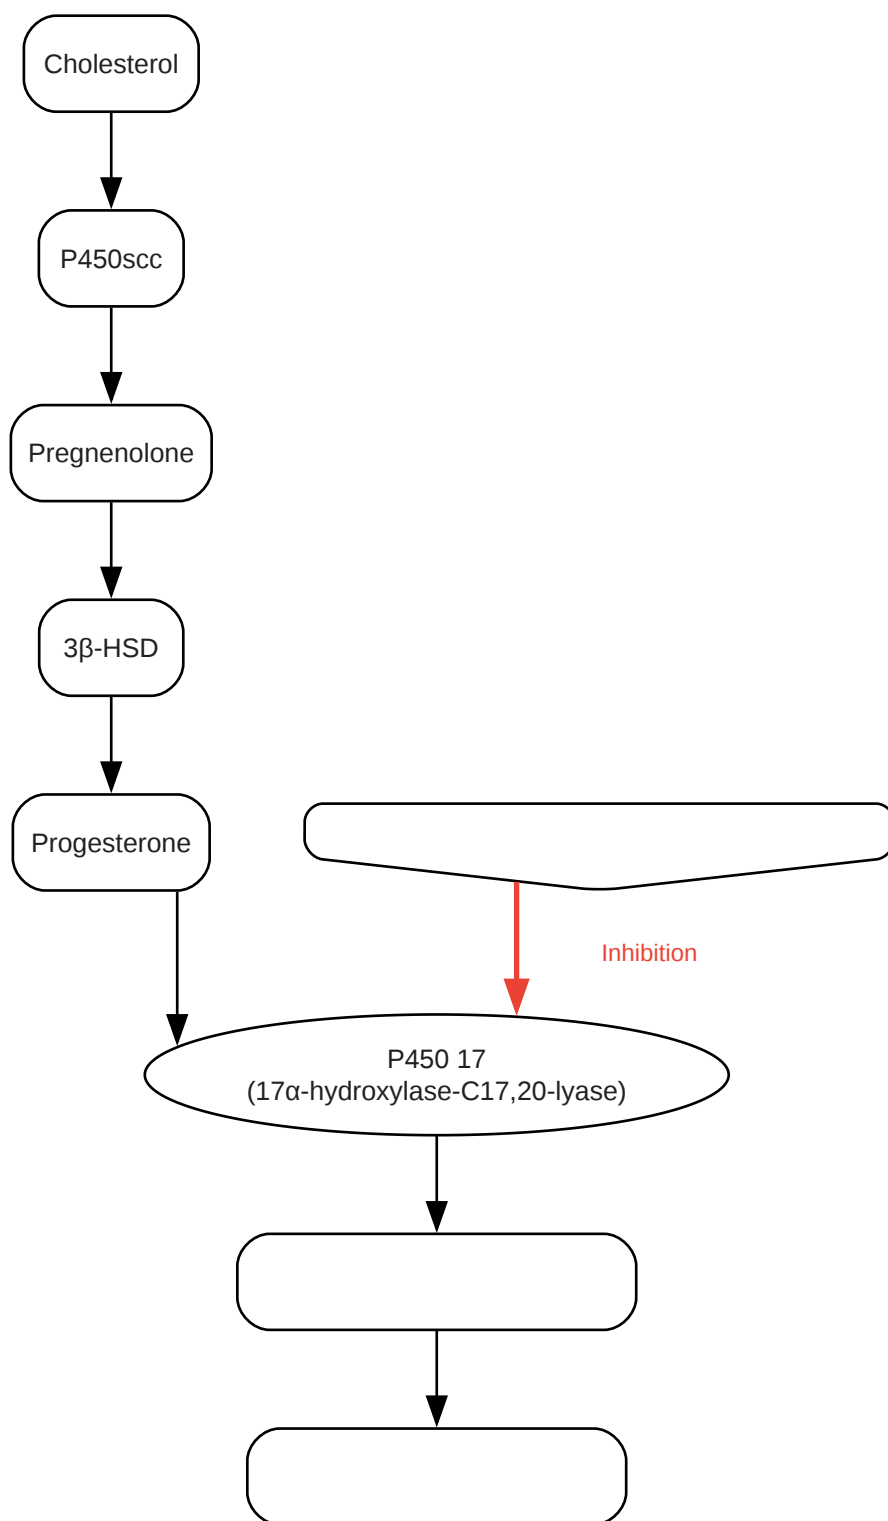 Cholesterol
P450scc
Pregnenolone
3β-HSD
Progesterone
Inhibition
P450 17
(17α-hydroxylase-C17,20-lyase)